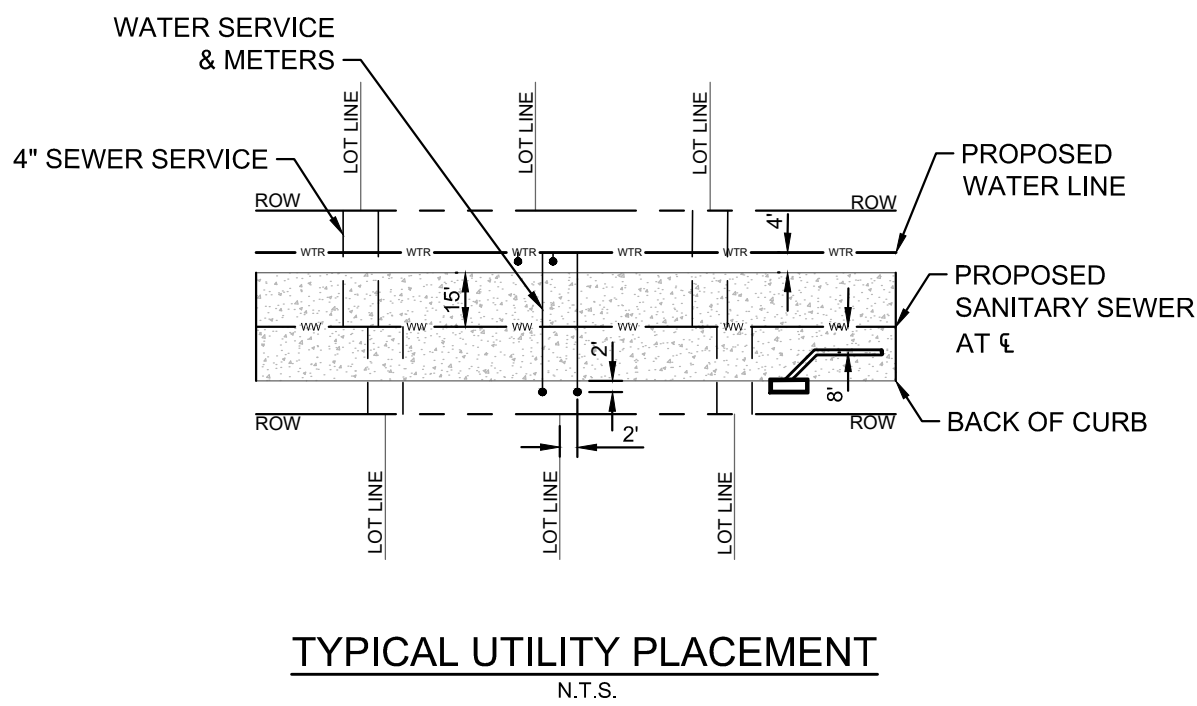 WATER SERVICE
& METERS
4" SEWER SERVICE
LOT LINE
LOT LINE
LOT LINE
PROPOSED
WATER LINE
ROW
ROW
4'
WTR WTR WTR WTR WTR WTR
15'
PROPOSED
SANITARY SEWER
AT ℄
WW WW WW WW WW WW
2'
8'
ROW
ROW
BACK OF CURB
2'
LOT LINE
LOT LINE
LOT LINE
TYPICAL UTILITY PLACEMENT
N.T.S.